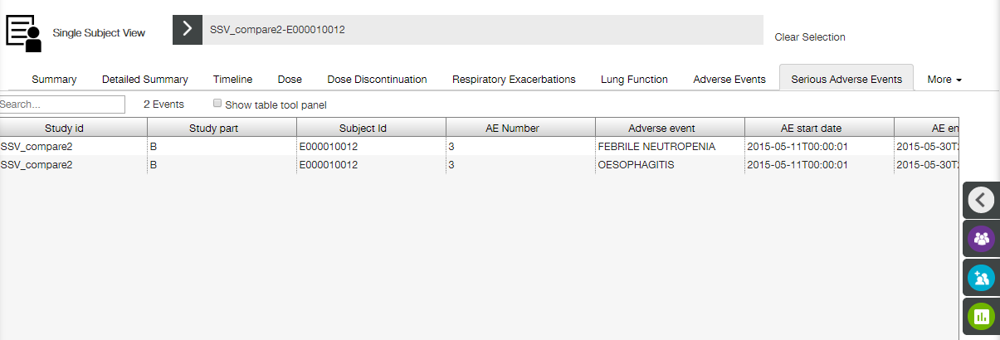 Single Subject View
SSV_compare2-E000010012
Clear Selection
Summary Detailed Summary Timeline Dose Dose Discontinuation Respiratory Exacerbations Lung Function Adverse Events Serious Adverse Events More
Search... 2 Events Show table tool panel
Study id Study part Subject Id AE Number Adverse event AE start date AE en
SSV_compare2 B E000010012 3 FEBRILE NEUTROPENIA 2015-05-11T00:00:01 2015-05-30T
SSV_compare2 B E000010012 3 OESOPHAGITIS 2015-05-11T00:00:01 2015-05-30T